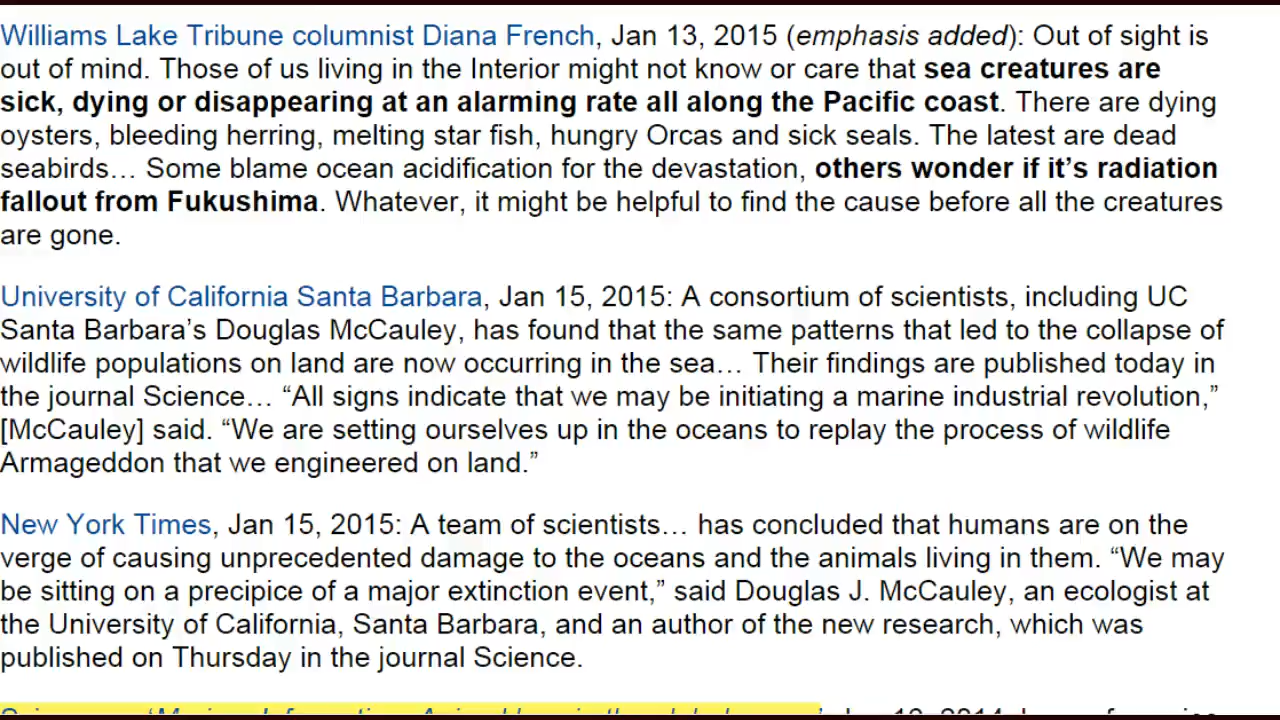 Williams Lake Tribune columnist Diana French, Jan 13, 2015 (emphasis added): Out of sight is
out of mind. Those of us living in the Interior might not know or care that sea creatures are
sick, dying or disappearing at an alarming rate all along the Pacific coast. There are dying
oysters, bleeding herring, melting star fish, hungry Orcas and sick seals. The latest are dead
seabirds… Some blame ocean acidification for the devastation, others wonder if it’s radiation
fallout from Fukushima. Whatever, it might be helpful to find the cause before all the creatures
are gone.
University of California Santa Barbara, Jan 15, 2015: A consortium of scientists, including UC
Santa Barbara’s Douglas McCauley, has found that the same patterns that led to the collapse of
wildlife populations on land are now occurring in the sea… Their findings are published today in
the journal Science… “All signs indicate that we may be initiating a marine industrial revolution,”
[McCauley] said. “We are setting ourselves up in the oceans to replay the process of wildlife
Armageddon that we engineered on land.”
New York Times, Jan 15, 2015: A team of scientists… has concluded that humans are on the
verge of causing unprecedented damage to the oceans and the animals living in them. “We may
be sitting on a precipice of a major extinction event,” said Douglas J. McCauley, an ecologist at
the University of California, Santa Barbara, and an author of the new research, which was
published on Thursday in the journal Science.